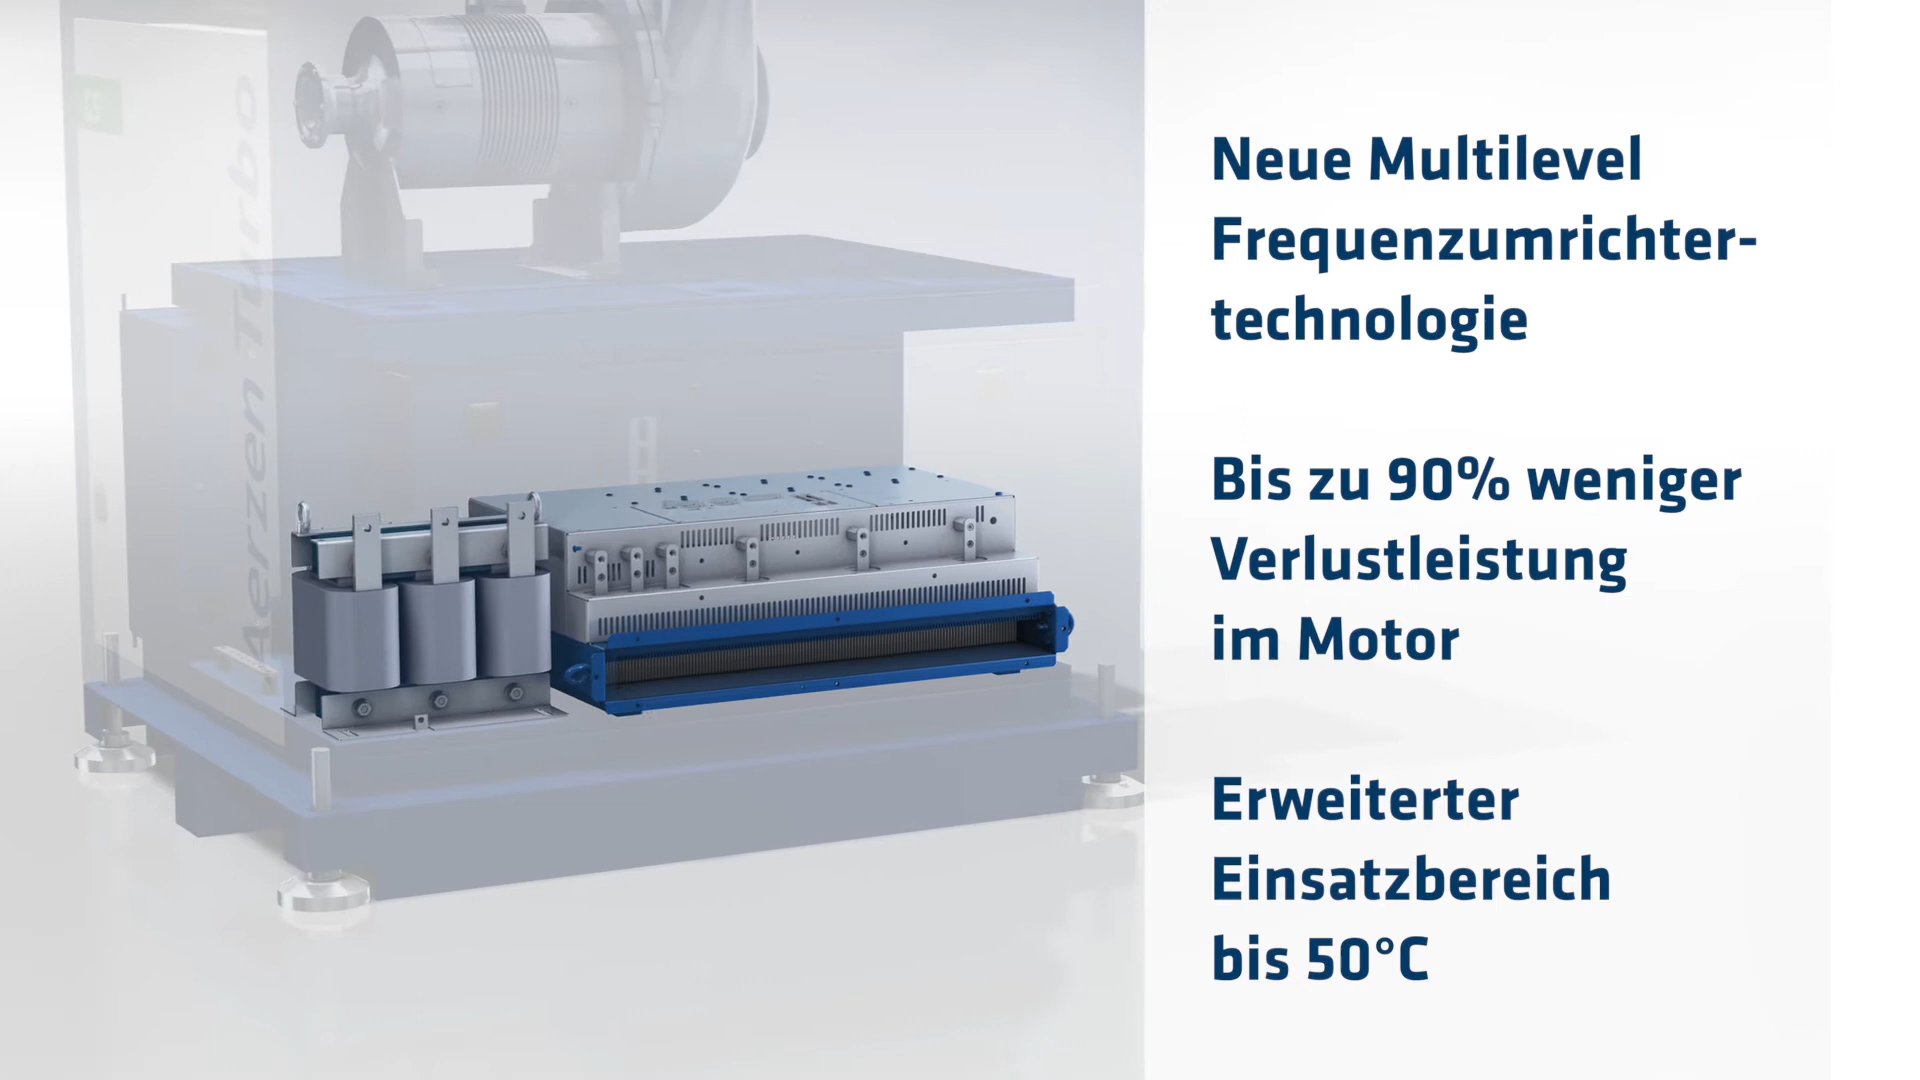 Neue Multilevel
Frequenzumrichter-
technologie
Bis zu 90% weniger
Verlustleistung
im Motor
Erweiterter
Einsatzbereich
bis 50°C
Aerzen Turbo